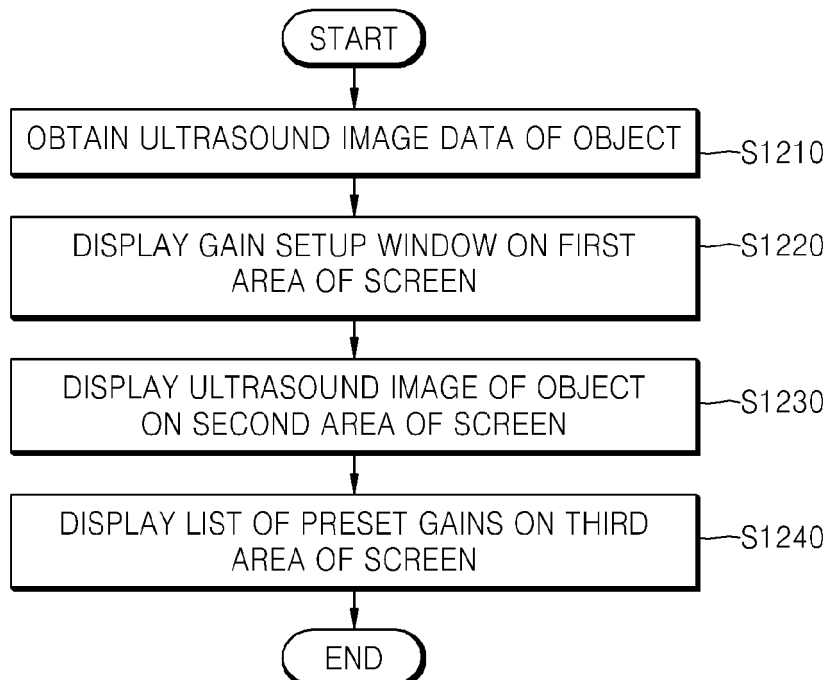 START
OBTAIN ULTRASOUND IMAGE DATA OF OBJECT
S1210
DISPLAY GAIN SETUP WINDOW ON FIRST
AREA OF SCREEN
S1220
DISPLAY ULTRASOUND IMAGE OF OBJECT
ON SECOND AREA OF SCREEN
S1230
DISPLAY LIST OF PRESET GAINS ON THIRD
AREA OF SCREEN
S1240
END